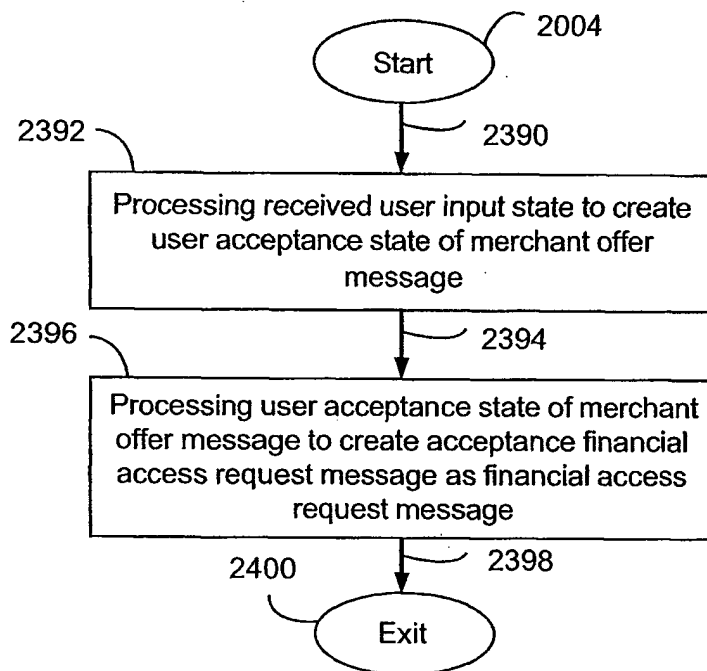 2004
Start
2390
2392
Processing received user input state to create
user acceptance state of merchant offer
message
2394
2396
Processing user acceptance state of merchant
offer message to create acceptance financial
access request message as financial access
request message
2398
2400
Exit